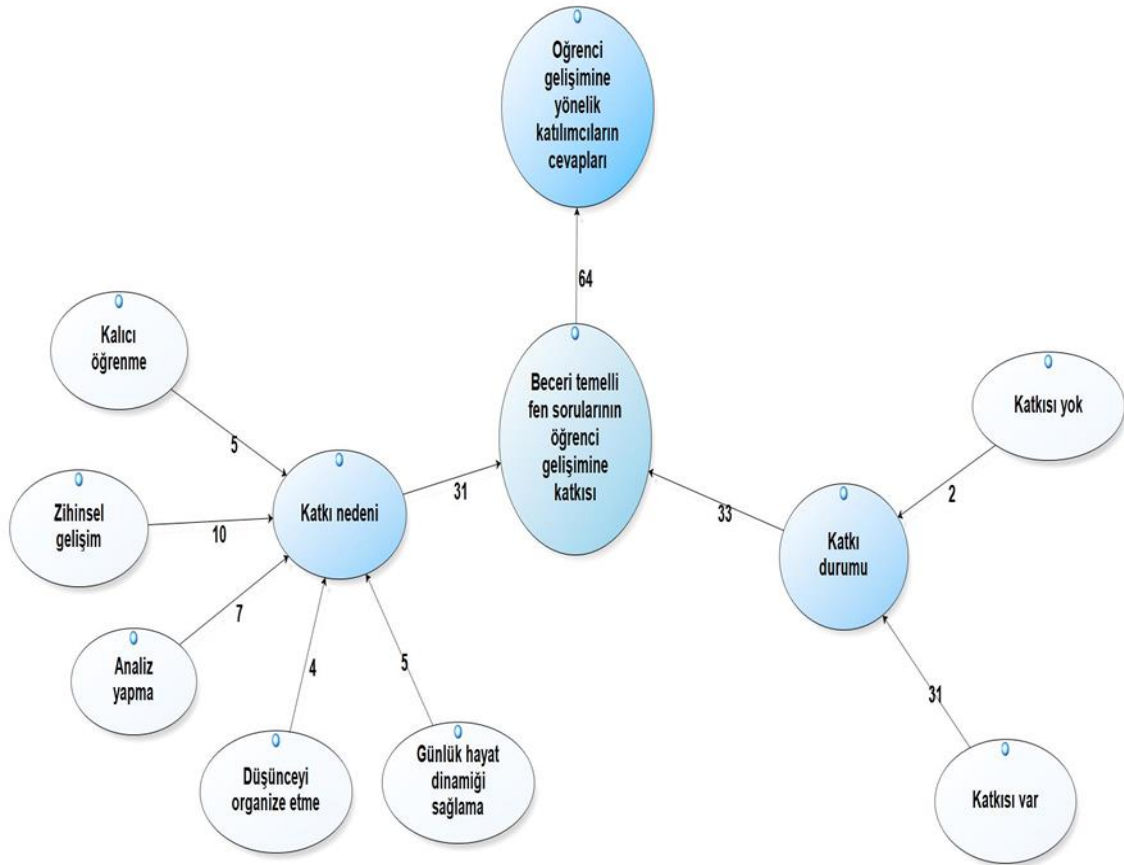 Oğrenci
gelişimine
yönelik
katılımcıların
cevapları
64
Kalıcı
öğrenme
Beceri temelli
fen sorularının
öğrenci
gelişimine
katkısı
Katkısı yok
5
31
2
Zihinsel
gelişim
10
Katkı nedeni
33
Katkı
durumu
7
Analiz
yapma
4
5
31
Düşünceyi
organize etme
Günlük hayat
dinamiği
sağlama
Katkısı var